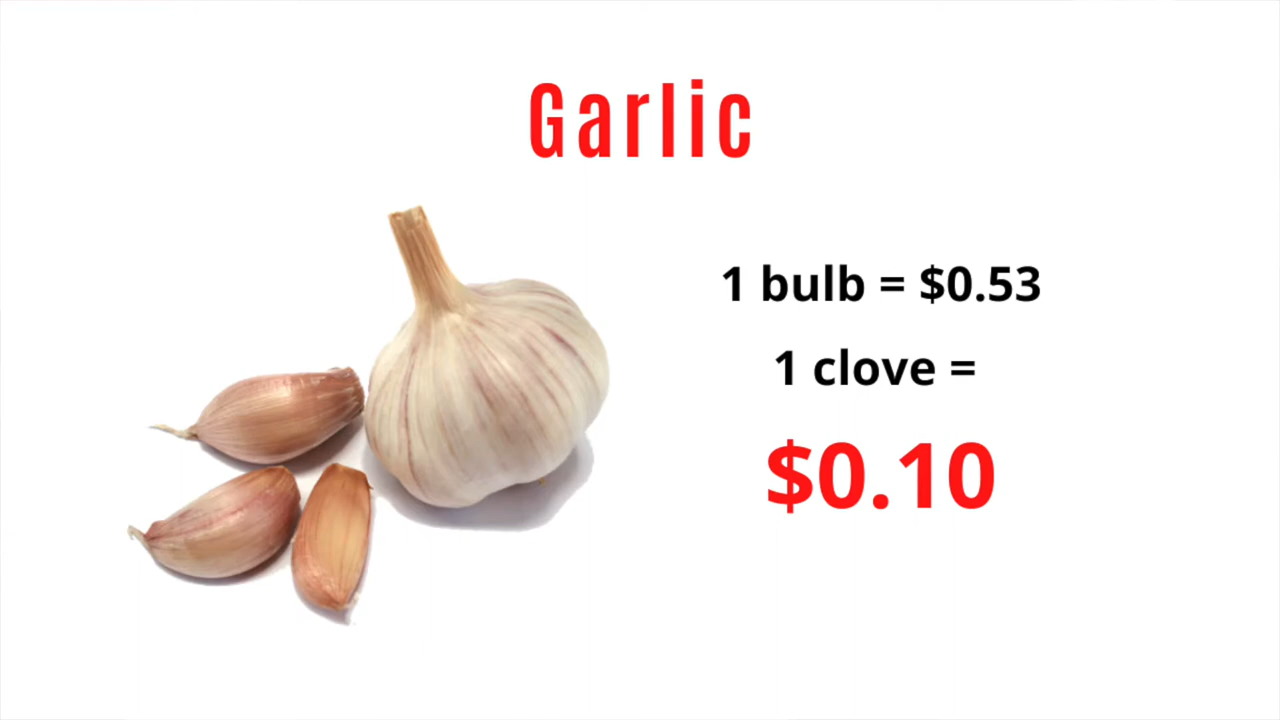 Garlic
1 bulb = $0.53
1 clove =
$0.10